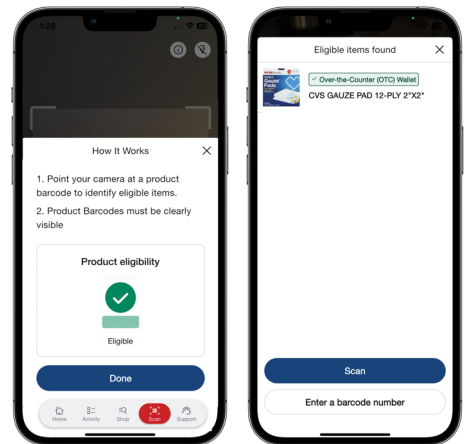 1:26
How It Works
1. Point your camera at a product
barcode to identify eligible items.
2. Product Barcodes must be clearly
visible
Product eligibility
Eligible
Done
Home
Activity
Shop
Scan
Support
Eligible items found
Over-the-Counter (OTC) Wallet
CVS GAUZE PAD 12-PLY 2"X2"
Gauze
Pads
Scan
Enter a barcode number